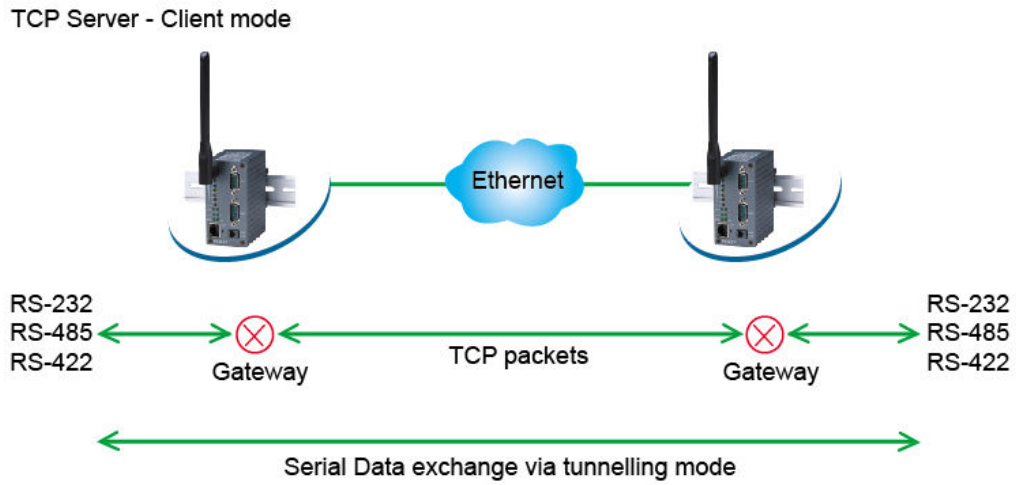 TCP Server - Client mode
Ethernet
RS-232
RS-485
RS-422
Gateway
TCP packets
Gateway
RS-232
RS-485
RS-422
Serial Data exchange via tunnelling mode